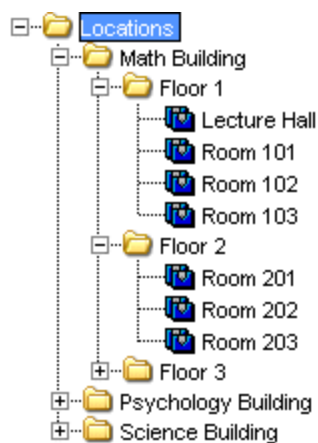 Locations
Math Building
Floor 1
Lecture Hall
Room 101
Room 102
Room 103
Floor 2
Room 201
Room 202
Room 203
Floor 3
Psychology Building
Science Building